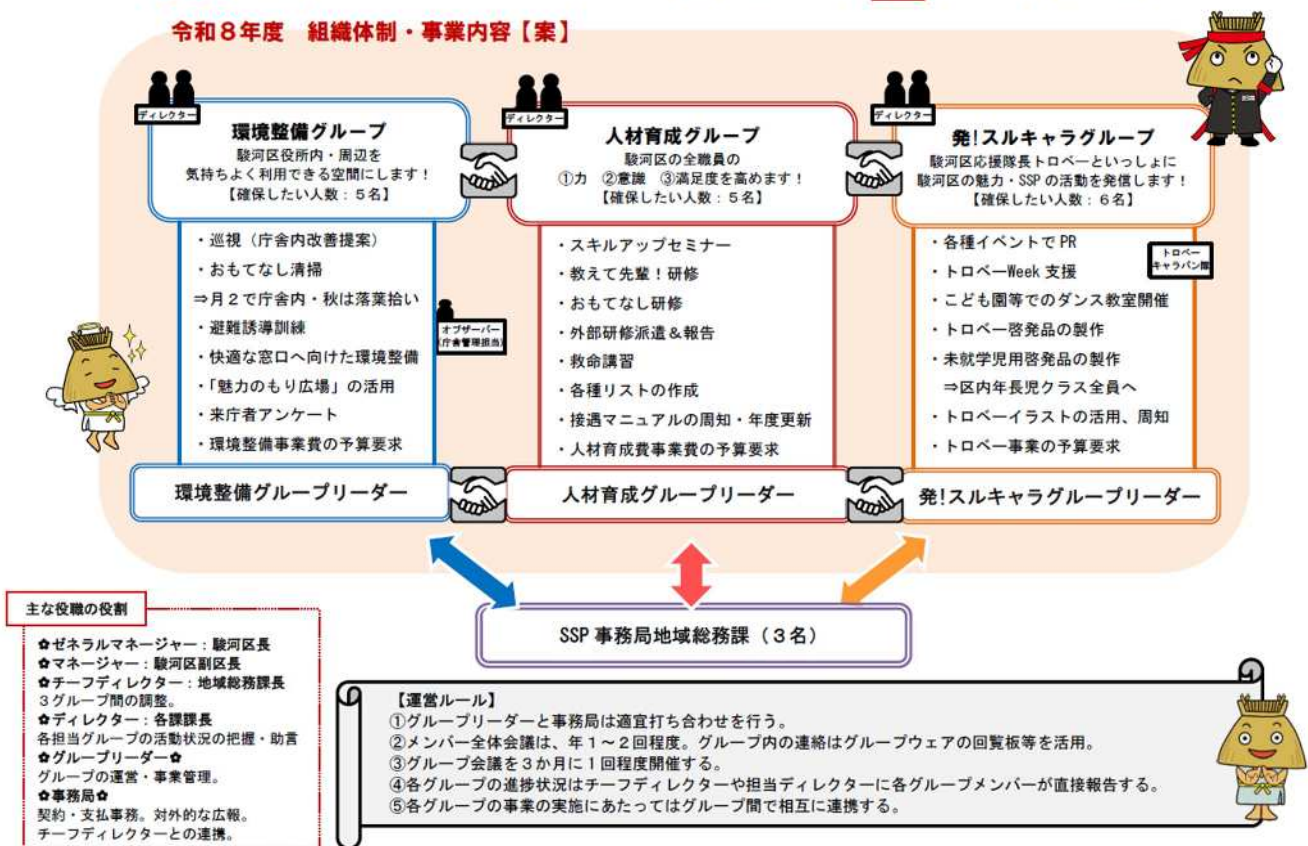 令和８年度　組織体制・事業内容【案】
ディレクター
環境整備グループ
駿河区役所内・周辺を
気持ちよく利用できる空間にします！
【確保したい人数：５名】
・巡視（庁舎内改善提案）
・おもてなし清掃
⇒月２で庁舎内・秋は落葉拾い
・避難誘導訓練
・快適な窓口へ向けた環境整備
・「魅力のもり広場」の活用
・来庁者アンケート
・環境整備事業費の予算要求
オブザーバー
(庁舎管理担当)
環境整備グループリーダー
ディレクター
人材育成グループ
駿河区の全職員の
①力　②意識　③満足度を高めます！
【確保したい人数：５名】
・スキルアップセミナー
・教えて先輩！研修
・おもてなし研修
・外部研修派遣＆報告
・救命講習
・各種リストの作成
・接遇マニュアルの周知・年度更新
・人材育成費事業費の予算要求
人材育成グループリーダー
ディレクター
発！スルキャラグループ
駿河区応援隊長トロベーといっしょに
駿河区の魅力・SSPの活動を発信します！
【確保したい人数：６名】
・各種イベントでPR
・トロベーWeek支援
・こども園等でのダンス教室開催
・トロベー啓発品の製作
・未就学児用啓発品の製作
⇒区内年長児クラス全員へ
・トロベーイラストの活用、周知
・トロベー事業の予算要求
トロベー
キャラバン隊
発！スルキャラグループリーダー
SSP事務局地域総務課（３名）
主な役職の役割
✿ゼネラルマネージャー：駿河区長
✿マネージャー：駿河区副区長
✿チーフディレクター：地域総務課長
３グループ間の調整。
✿ディレクター：各課課長
各担当グループの活動状況の把握・助言
✿グループリーダー✿
グループの運営・事業管理。
✿事務局✿
契約・支払事務。対外的な広報。
チーフディレクターとの連携。
【運営ルール】
①グループリーダーと事務局は適宜打ち合わせを行う。
②メンバー全体会議は、年１～２回程度。グループ内の連絡はグループウェアの回覧板等を活用。
③グループ会議を３か月に１回程度開催する。
④各グループの進捗状況はチーフディレクターや担当ディレクターに各グループメンバーが直接報告する。
⑤各グループの事業の実施にあたってはグループ間で相互に連携する。